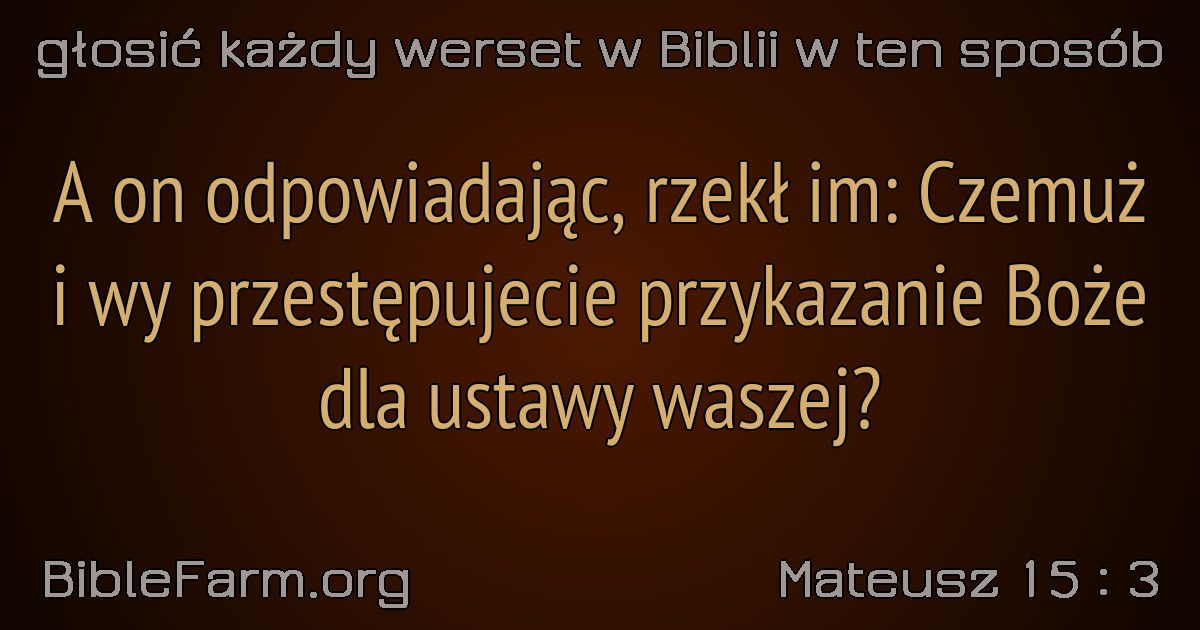 głosić każdy werset w Biblii w ten sposób
A on odpowiadając, rzekł im: Czemuż
i wy przestępujecie przykazanie Boże
dla ustawy waszej?
BibleFarm.org
Mateusz 15 : 3